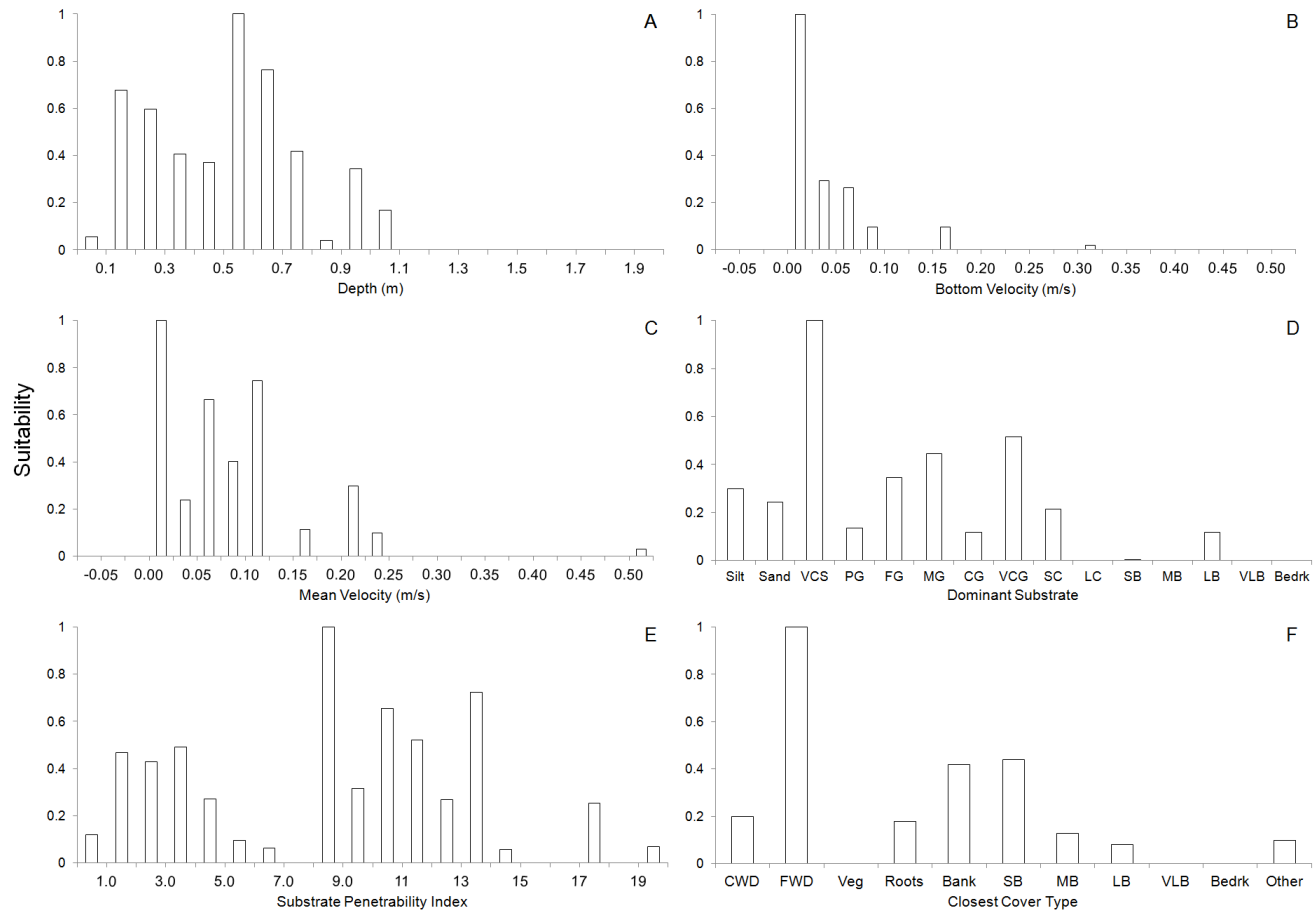 Suitability
A
1
0.8
0.6
0.4
0.2
0
0.1 0.3 0.5 0.7 0.9 1.1 1.3 1.5 1.7 1.9
Depth (m)
B
1
0.8
0.6
0.4
0.2
0
-0.05 0.00 0.05 0.10 0.15 0.20 0.25 0.30 0.35 0.40 0.45 0.50
Bottom Velocity (m/s)
C
1
0.8
0.6
0.4
0.2
0
-0.05 0.00 0.05 0.10 0.15 0.20 0.25 0.30 0.35 0.40 0.45 0.50
Mean Velocity (m/s)
D
1
0.8
0.6
0.4
0.2
0
Silt Sand VCS PG FG MG CG VCG SC LC SB MB LB VLB Bedrk
Dominant Substrate
E
1
0.8
0.6
0.4
0.2
0
1.0 3.0 5.0 7.0 9.0 11 13 15 17 19
Substrate Penetrability Index
F
1
0.8
0.6
0.4
0.2
0
CWD FWD Veg Roots Bank SB MB LB VLB Bedrk Other
Closest Cover Type